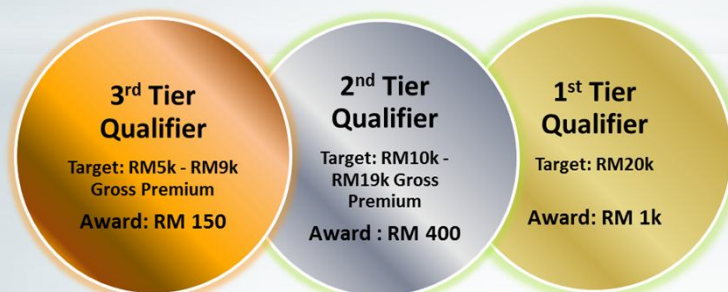 3rd Tier
Qualifier
Target: RM5k - RM9k
Gross Premium
Award: RM 150
2nd Tier
Qualifier
Target: RM10k -
RM19k Gross
Premium
Award : RM 400
1st Tier
Qualifier
Target: RM20k
Award: RM 1k